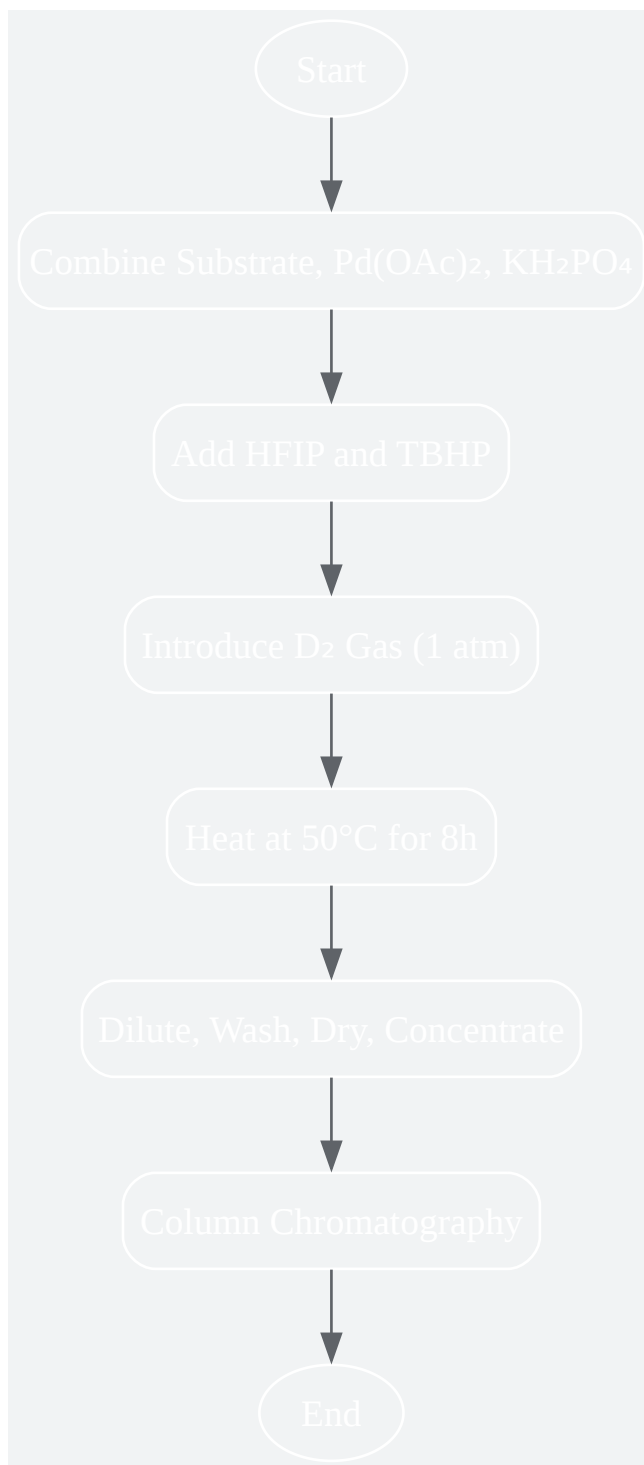 Start
Combine Substrate, Pd(OAc)₂, KH₂PO₄
Add HFIP and TBHP
Introduce D₂ Gas (1 atm)
Heat at 50°C for 8h
Dilute, Wash, Dry, Concentrate
Column Chromatography
End